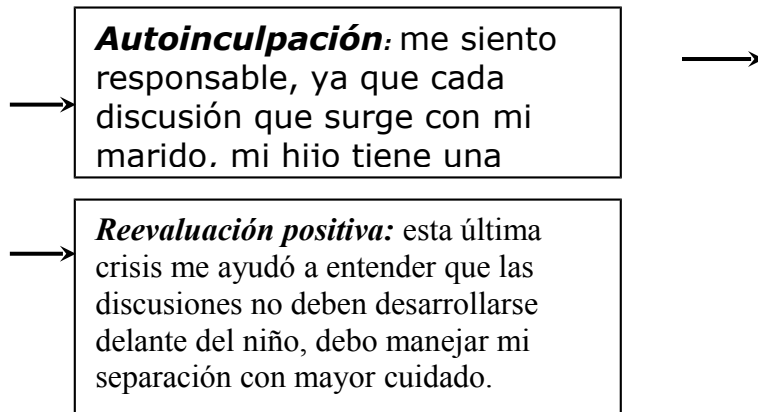 Autoinculpación: me siento
responsable, ya que cada
discusión que surge con mi
marido, mi hijo tiene una
Reevaluación positiva: esta última
crisis me ayudó a entender que las
discusiones no deben desarrollarse
delante del niño, debo manejar mi
separación con mayor cuidado.